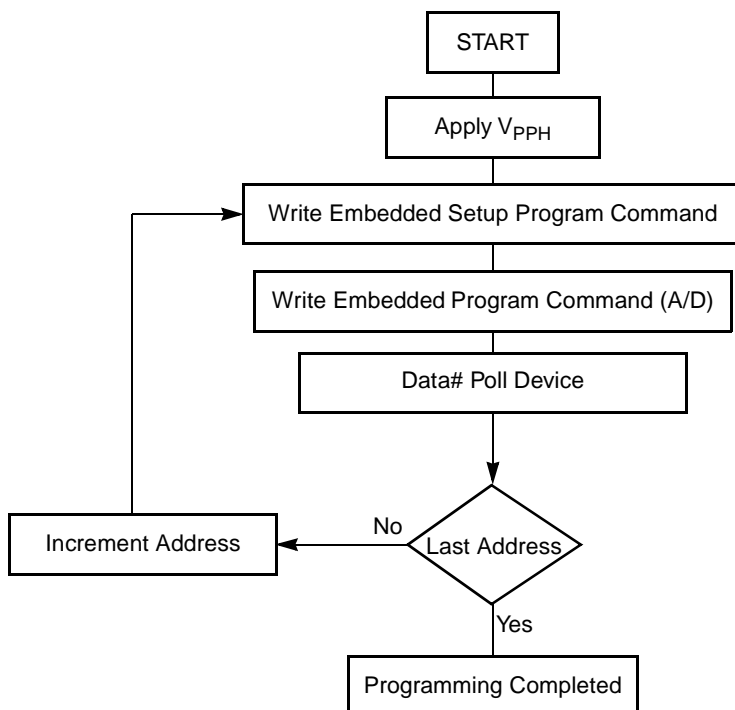 START
Apply VPPH
Write Embedded Setup Program Command
Write Embedded Program Command (A/D)
Data# Poll Device
No
Increment Address
Last Address
Yes
Programming Completed